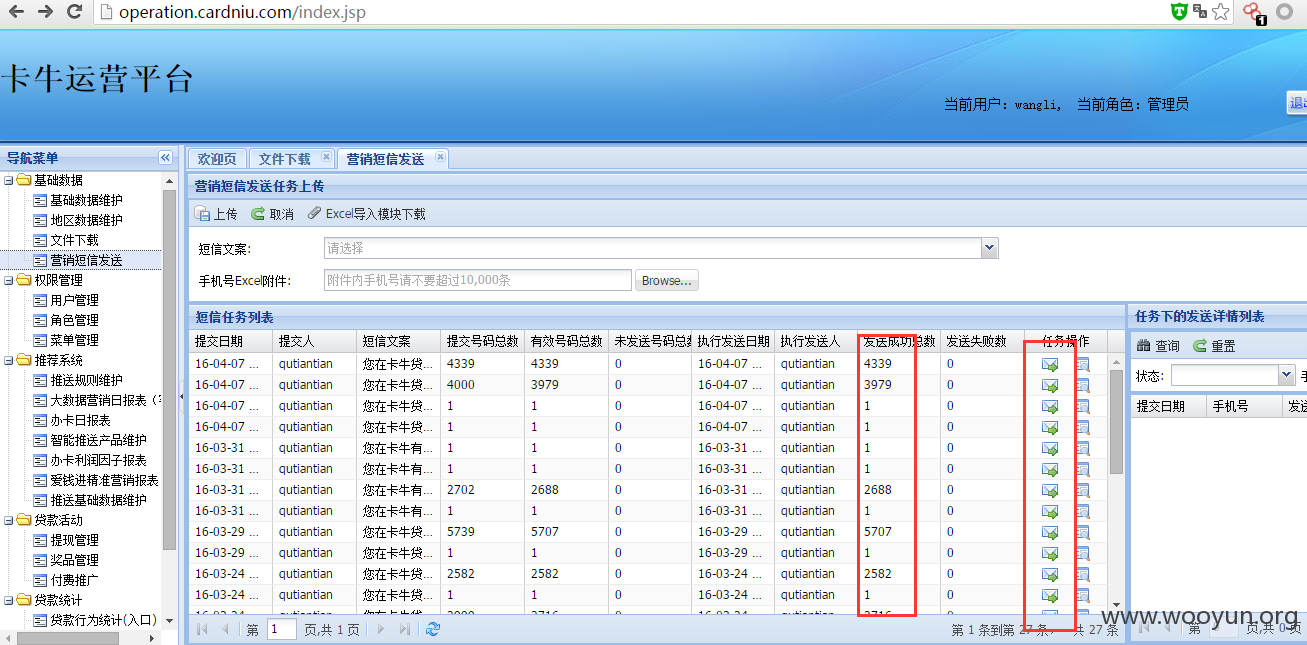 operation.cardniu.com/index.jsp
1
卡牛运营平台
当前用户：wangli, 当前角色：管理员
导航菜单
基础数据
基础数据维护
地区数据维护
文件下载
营销短信发送
权限管理
用户管理
角色管理
菜单管理
推荐系统
推送规则维护
大数据营销日报表（
办卡日报表
智能推送产品维护
办卡利润因子报表
爱钱进精准营销报表
推送基础数据维护
贷款活动
提现管理
奖品管理
付费推广
贷款统计
贷款行为统计(入口)
欢迎页 文件下载 营销短信发送
营销短信发送任务上传
上传 取消 Excel导入模块下载
短信文案: 请选择
手机号Excel附件: 附件内手机号请不要超过10,000条 Browse...
短信任务列表
提交日期 提交人 短信文案 提交号码总数 有效号码总数 未发送号码总数 执行发送日期 执行发送人 发送成功总数 发送失败数 任务操作
16-04-07 ... qutiantian 您在卡牛贷... 4339 4339 0 16-04-07 ... qutiantian 4339 0
16-04-07 ... qutiantian 您在卡牛贷... 4000 3979 0 16-04-07 ... qutiantian 3979 0
16-04-07 ... qutiantian 您在卡牛贷... 1 1 0 16-04-07 ... qutiantian 1 0
16-04-07 ... qutiantian 您在卡牛贷... 1 1 0 16-04-07 ... qutiantian 1 0
16-03-31 ... qutiantian 您在卡牛有... 1 1 0 16-03-31 ... qutiantian 1 0
16-03-31 ... qutiantian 您在卡牛有... 1 1 0 16-03-31 ... qutiantian 1 0
16-03-31 ... qutiantian 您在卡牛有... 2702 2688 0 16-03-31 ... qutiantian 2688 0
16-03-31 ... qutiantian 您在卡牛有... 1 1 0 16-03-31 ... qutiantian 1 0
16-03-29 ... qutiantian 您在卡牛贷... 5739 5707 0 16-03-29 ... qutiantian 5707 0
16-03-29 ... qutiantian 您在卡牛贷... 1 1 0 16-03-29 ... qutiantian 1 0
16-03-24 ... qutiantian 您在卡牛贷... 2582 2582 0 16-03-24 ... qutiantian 2582 0
16-03-24 ... qutiantian 您在卡牛贷... 1 1 0 16-03-24 ... qutiantian 1 0
第 1 页,共 1 页
第 1 条到第 27 条, 共 27 条
任务下的发送详情列表
查询 重置
状态:
提交日期 手机号
第 页,共 0 页
www.wooyun.org